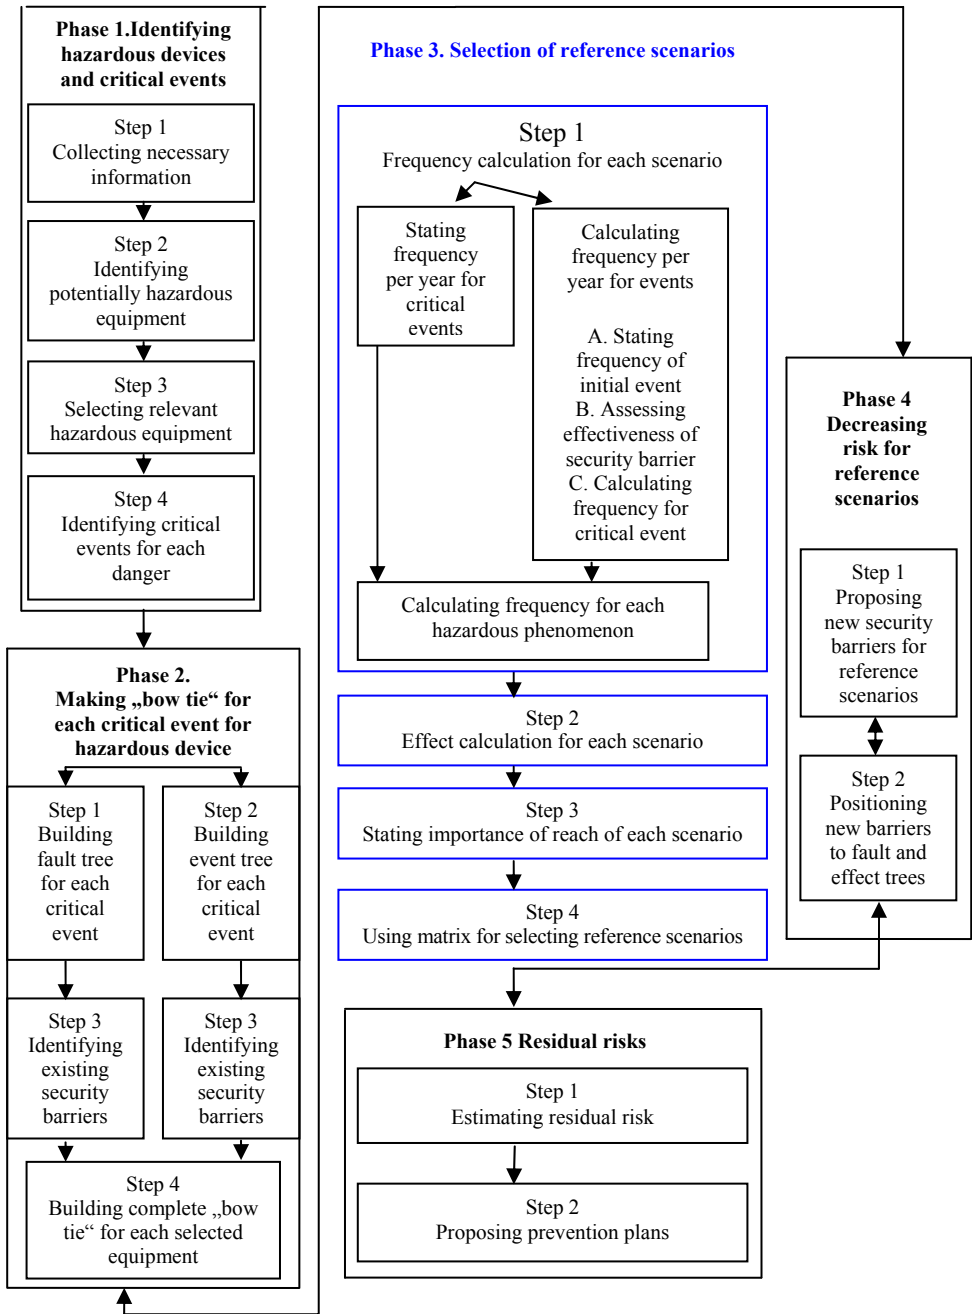 Phase 1.Identifying
hazardous devices
and critical events
Step 1
Collecting necessary
information
Step 2
Identifying
potentially hazardous
equipment
Step 3
Selecting relevant
hazardous equipment
Step 4
Identifying critical
events for each
danger
Phase 2.
Making „bow tie“ for
each critical event for
hazardous device
Step 1
Building
fault tree
for each
critical
event
Step 2
Building
event tree
for each
critical
event
Step 3
Identifying
existing
security
barriers
Step 3
Identifying
existing
security
barriers
Step 4
Building complete „bow
tie“ for each selected
equipment
Phase 3. Selection of reference scenarios
Step 1
Frequency calculation for each scenario
Stating
frequency
per year for
critical
events
Calculating
frequency per
year for events
A. Stating
frequency of
initial event
B. Assessing
effectiveness of
security barrier
C. Calculating
frequency for
critical event
Calculating frequency for each
hazardous phenomenon
Step 2
Effect calculation for each scenario
Step 3
Stating importance of reach of each scenario
Step 4
Using matrix for selecting reference scenarios
Phase 4
Decreasing
risk for
reference
scenarios
Step 1
Proposing
new security
barriers for
reference
scenarios
Step 2
Positioning
new barriers
to fault and
effect trees
Phase 5 Residual risks
Step 1
Estimating residual risk
Step 2
Proposing prevention plans